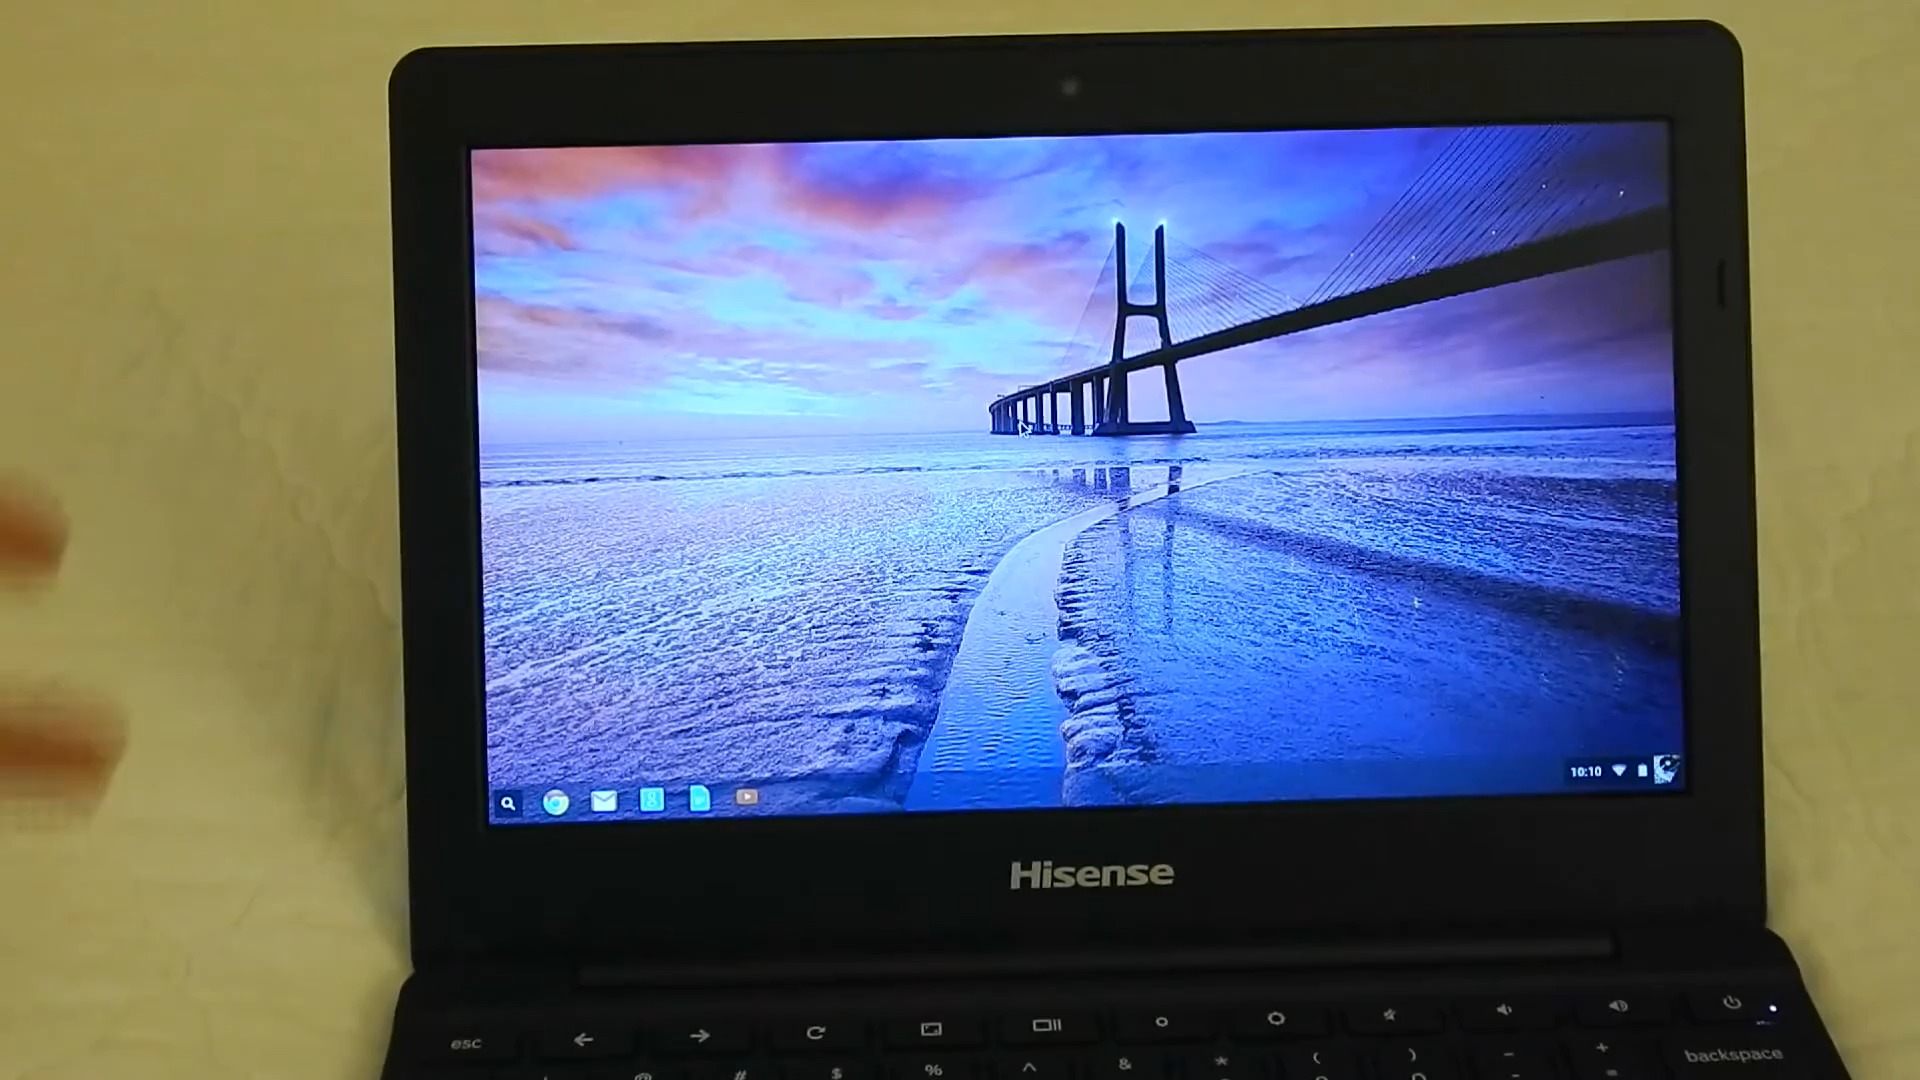 10:10
Hisense
esc
backspace
@ # $ % ^ & * ( ) - +
=